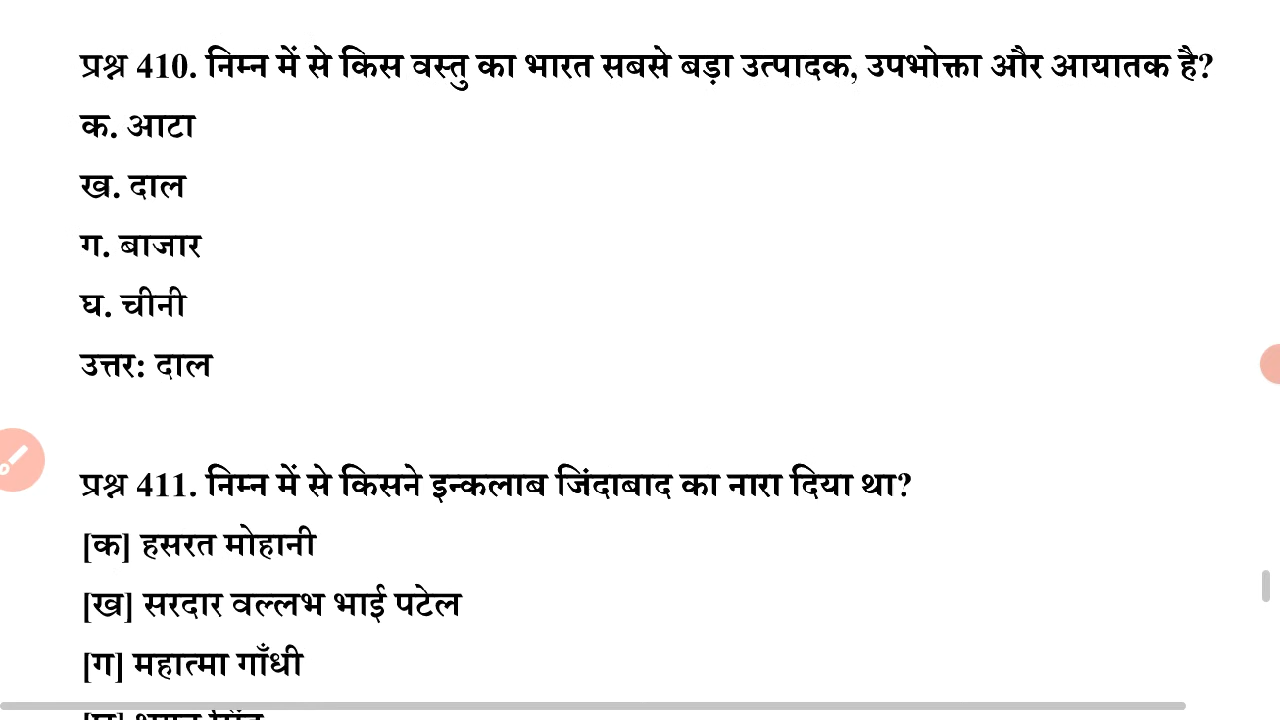 प्रश्न 410. निम्न में से किस वस्तु का भारत सबसे बड़ा उत्पादक, उपभोक्ता और आयातक है?
क. आटा
ख. दाल
ग. बाजार
घ. चीनी
उत्तर: दाल
प्रश्न 411. निम्न में से किसने इन्कलाब जिंदाबाद का नारा दिया था?
[क] हसरत मोहानी
[ख] सरदार वल्लभ भाई पटेल
[ग] महात्मा गाँधी